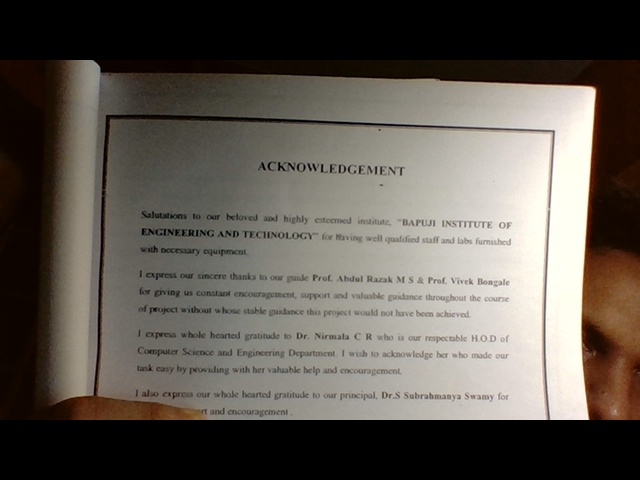 ACKNOWLEDGEMENT
Salutations to our beloved and highly esteemed institute, "BAPUJI INSTITUTE OF
ENGINEERING AND TECHNOLOGY" for Having well qualified staff and labs furnished
with necessary equipment.
I express our sincere thanks to our guide Prof. Abdul Razak M S & Prof. Vivek Bongale
for giving us constant encouragement, support and valuable guidance throughout the course
of project without whose stable guidance this project would not have been achieved.
I express whole hearted gratitude to Dr. Nirmala C R who is our respectable H.O.D of
Computer Science and Engineering Department. I wish to acknowledge her who made our
task easy by providing with her valuable help and encouragement.
I also express our whole hearted gratitude to our principal, Dr.S Subrahmanya Swamy for
and encouragement .